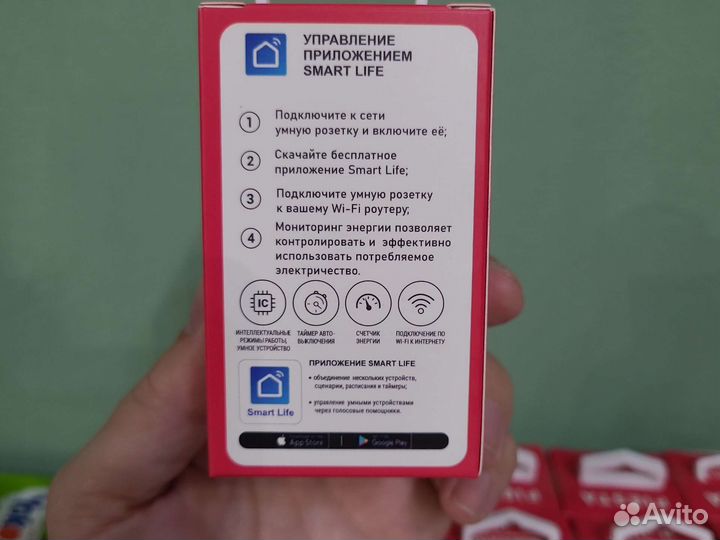 УПРАВЛЕНИЕ
ПРИЛОЖЕНИЕМ
SMART LIFE
1 Подключите к сети
умную розетку и включите её;
2 Скачайте бесплатное
приложение Smart Life;
3 Подключите умную розетку
к вашему Wi-Fi роутеру;
4 Мониторинг энергии позволяет
контролировать и эффективно
использовать потребляемое
электричество.
IC
ИНТЕЛЛЕКТУАЛЬНЫЕ
РЕЖИМЫ РАБОТЫ,
УМНОЕ УСТРОЙСТВО
ТАЙМЕР АВТО-
ВЫКЛЮЧЕНИЯ
СЧЕТЧИК
ЭНЕРГИИ
ПОДКЛЮЧЕНИЕ ПО
WI-FI К ИНТЕРНЕТУ
ПРИЛОЖЕНИЕ SMART LIFE
• объединение нескольких устройств,
сценарии, расписания и таймеры;
• управление умными устройствами
через голосовые помощники.
Smart Life
App Store
Google Play
Avito